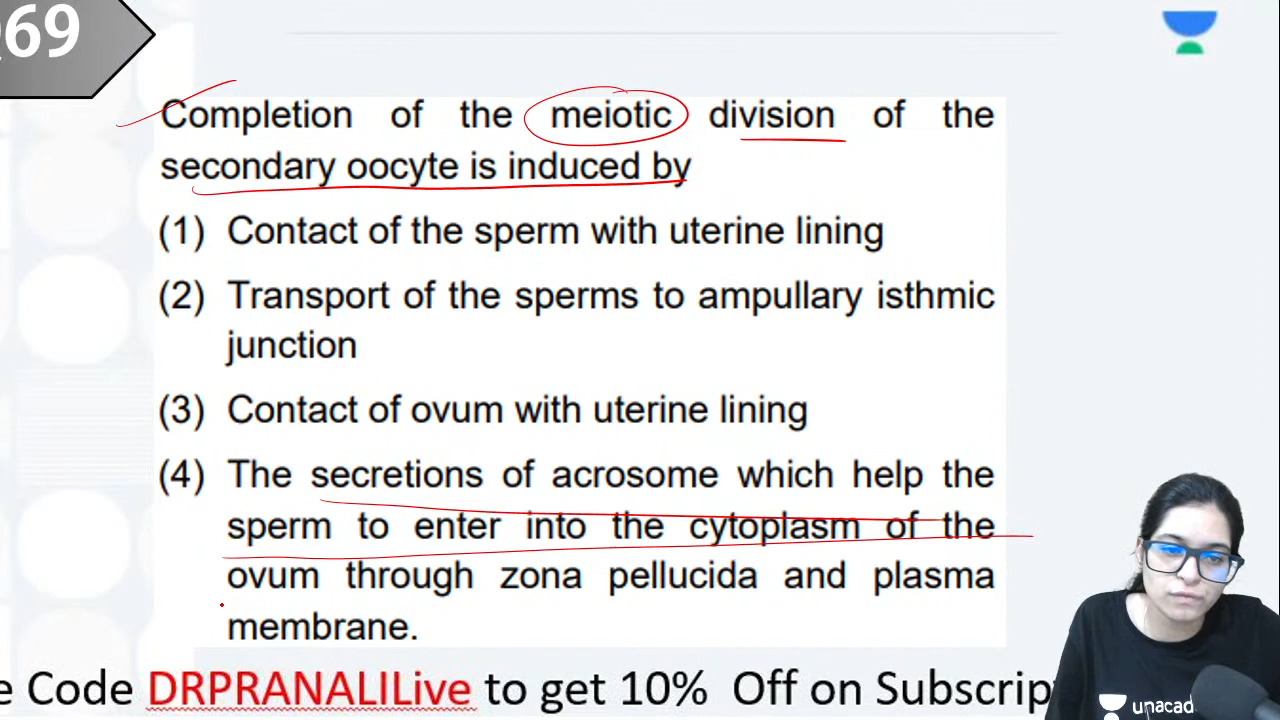 69
Completion of the meiotic division of the
secondary oocyte is induced by
(1) Contact of the sperm with uterine lining
(2) Transport of the sperms to ampullary isthmic
junction
(3) Contact of ovum with uterine lining
(4) The secretions of acrosome which help the
sperm to enter into the cytoplasm of the
ovum through zona pellucida and plasma
membrane.
e Code DRPRANALILive to get 10% Off on Subscrip
unacad